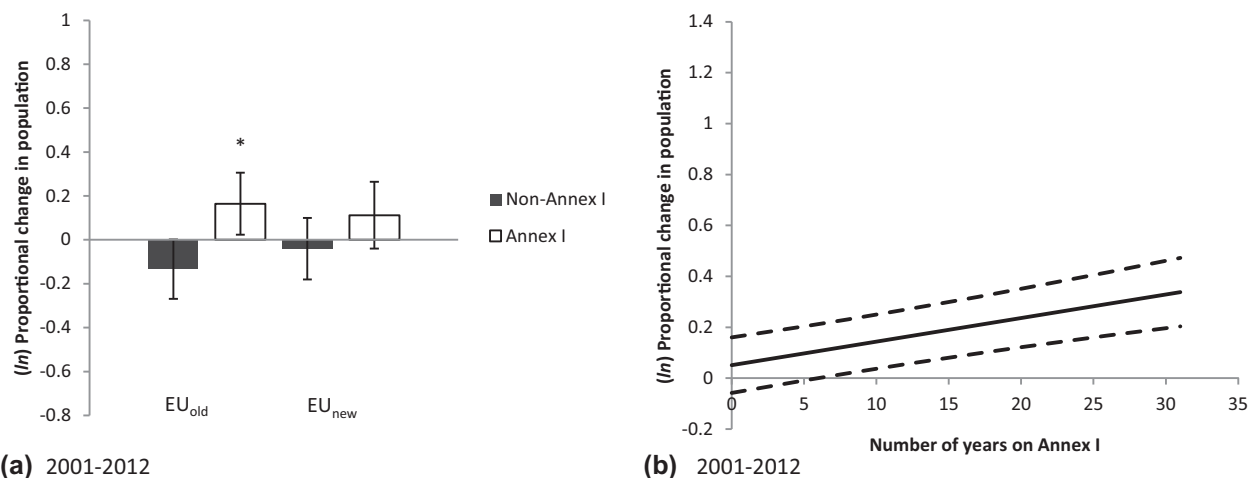 (ln) Proportional change in population
1
0.8
0.6
0.4
0.2
0
-0.2
-0.4
-0.6
-0.8
*
EUold
EUnew
Non-Annex I
Annex I
(a) 2001-2012
(ln) Proportional change in population
1.4
1.2
1
0.8
0.6
0.4
0.2
0
-0.2
0 5 10 15 20 25 30 35
Number of years on Annex I
(b) 2001-2012